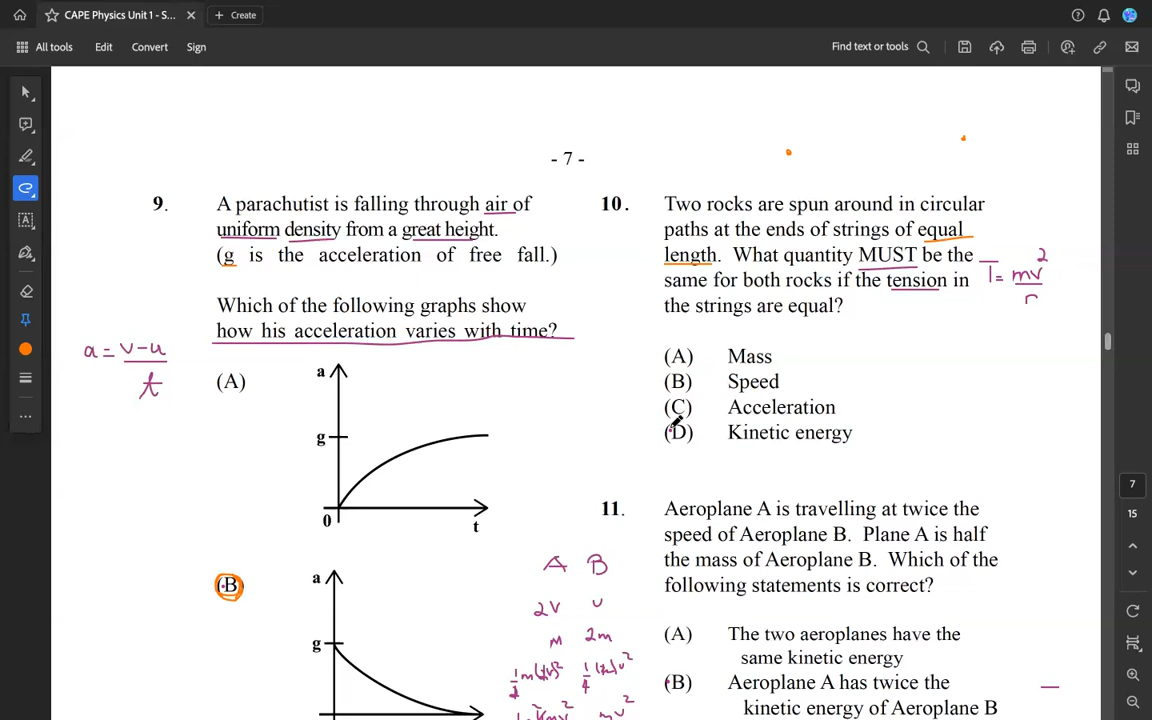 CAPE Physics Unit 1 - S...
Create
All tools Edit Convert Sign
Find text or tools
- 7 -
9. A parachutist is falling through air of
uniform density from a great height.
(g is the acceleration of free fall.)
Which of the following graphs show
how his acceleration varies with time?
a = v-u
t
(A)
a
g
0
t
(B)
a
g
10. Two rocks are spun around in circular
paths at the ends of strings of equal
length. What quantity MUST be the
same for both rocks if the tension in
the strings are equal?
T = mv²
r
(A) Mass
(B) Speed
(C) Acceleration
(D) Kinetic energy
11. Aeroplane A is travelling at twice the
speed of Aeroplane B. Plane A is half
the mass of Aeroplane B. Which of the
following statements is correct?
A B
2v v
m 2m
(A) The two aeroplanes have the
same kinetic energy
(B) Aeroplane A has twice the
kinetic energy of Aeroplane B
7
15